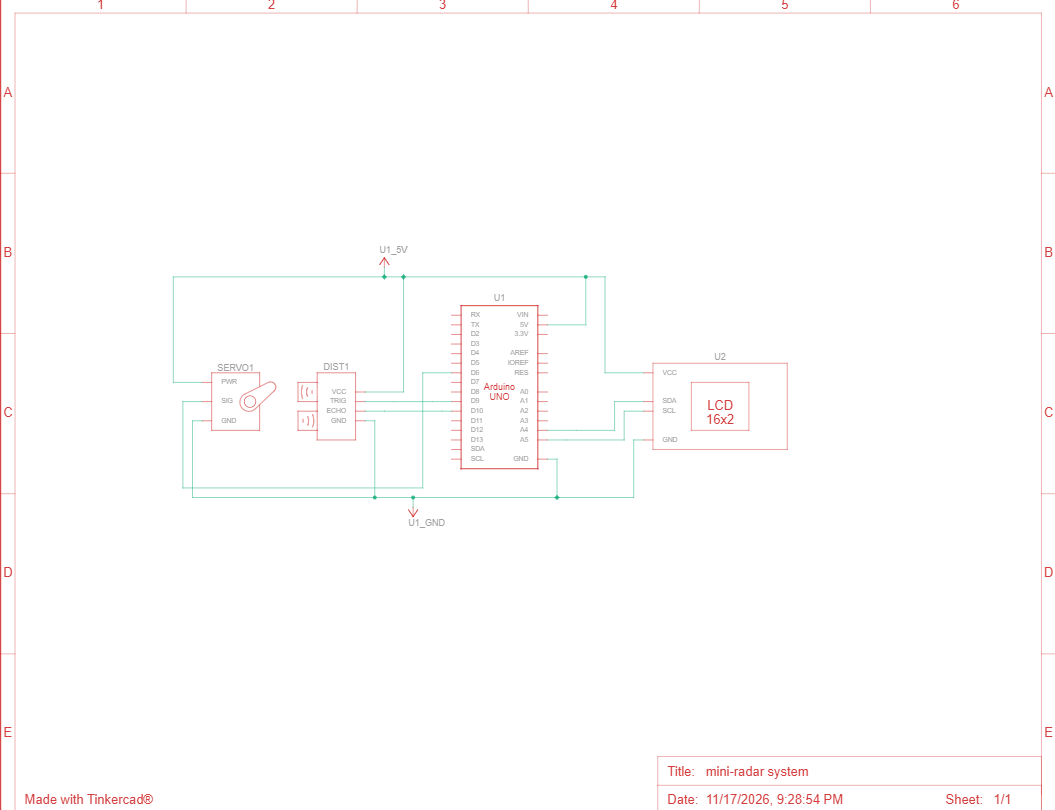 1 2 3 4 5 6
A A
U1_5V
B B
U1
RX VIN
TX 5V
D2 3.3V
D3
D4 AREF
D5 IOREF
D6 RES
D7
D8 A0
D9 A1
D10 A2
D11 A3
D12 A4
D13 A5
SDA
SCL GND
Arduino
UNO
SERVO1
PWR
SIG
GND
DIST1
VCC
TRIG
ECHO
GND
U2
VCC
SDA
SCL
GND
LCD
16x2
C C
U1_GND
D D
E E
Title: mini-radar system
Made with Tinkercad®
Date: 11/17/2026, 9:28:54 PM Sheet: 1/1